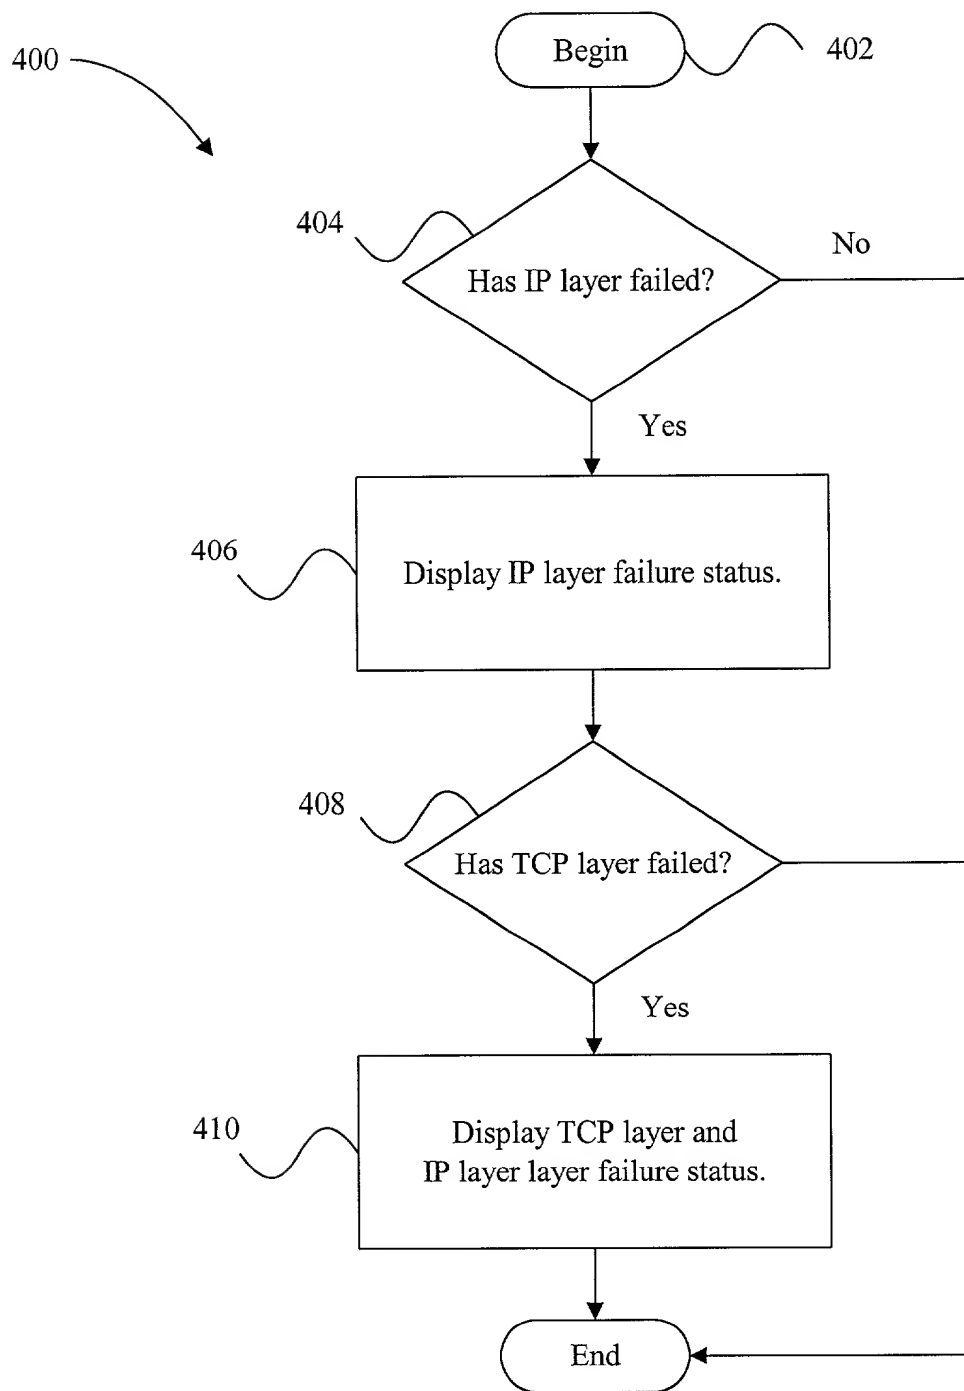 400
Begin
402
404
No
Has IP layer failed?
Yes
406
Display IP layer failure status.
408
Has TCP layer failed?
Yes
410
Display TCP layer and
IP layer layer failure status.
End